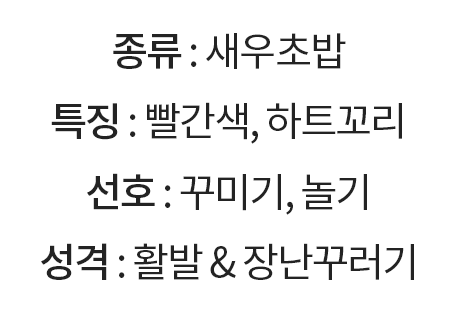 종류 : 새우초밥
특징 : 빨간색, 하트꼬리
선호 : 꾸미기, 놀기
성격 : 활발 & 장난꾸러기